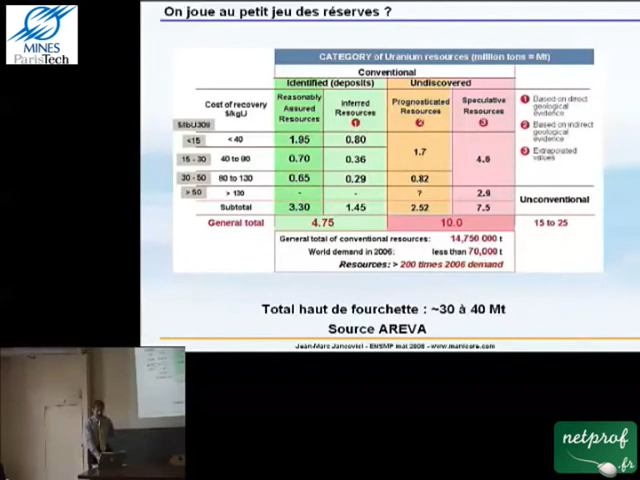 On joue au petit jeu des réserves ?
MINES
ParisTech
CATEGORY of Uranium resources (million tons = Mt)
Conventional
Identified (deposits) Undiscovered
Cost of recovery $/kgU
Reasonably Assured Resources
Inferred Resources 1
Prognosticated Resources 2
Speculative Resources 3
1 Based on direct geological evidence
2 Based on indirect geological evidence
3 Extrapolated values
$/lbU3O8
<15 < 40 1.95 0.80
1.7
15 - 30 40 to 80 0.70 0.36
30 - 50 80 to 130 0.65 0.29 0.82
> 50 > 130 - - ? 2.9
Unconventional
Subtotal 3.30 1.45 2.52 7.5
General total 4.75 10.0 15 to 25
General total of conventional resources: 14,750 000 t
World demand in 2006: less than 70,000 t
Resources: > 200 times 2006 demand
Total haut de fourchette : ~30 à 40 Mt
Source AREVA
Jean-Marc Jancovici - ENSMP mai 2008 - www.manicore.com
netprof
.fr